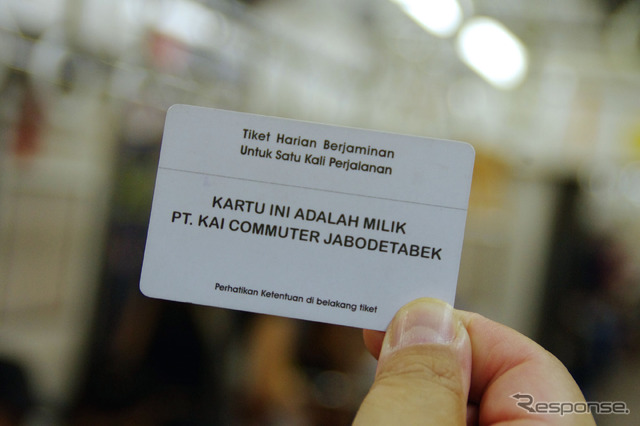 Tiket Harian Berjaminan
Untuk Satu Kali Perjalanan
KARTU INI ADALAH MILIK
PT. KAI COMMUTER JABODETABEK
Perhatikan Ketentuan di belakang tiket
Response.